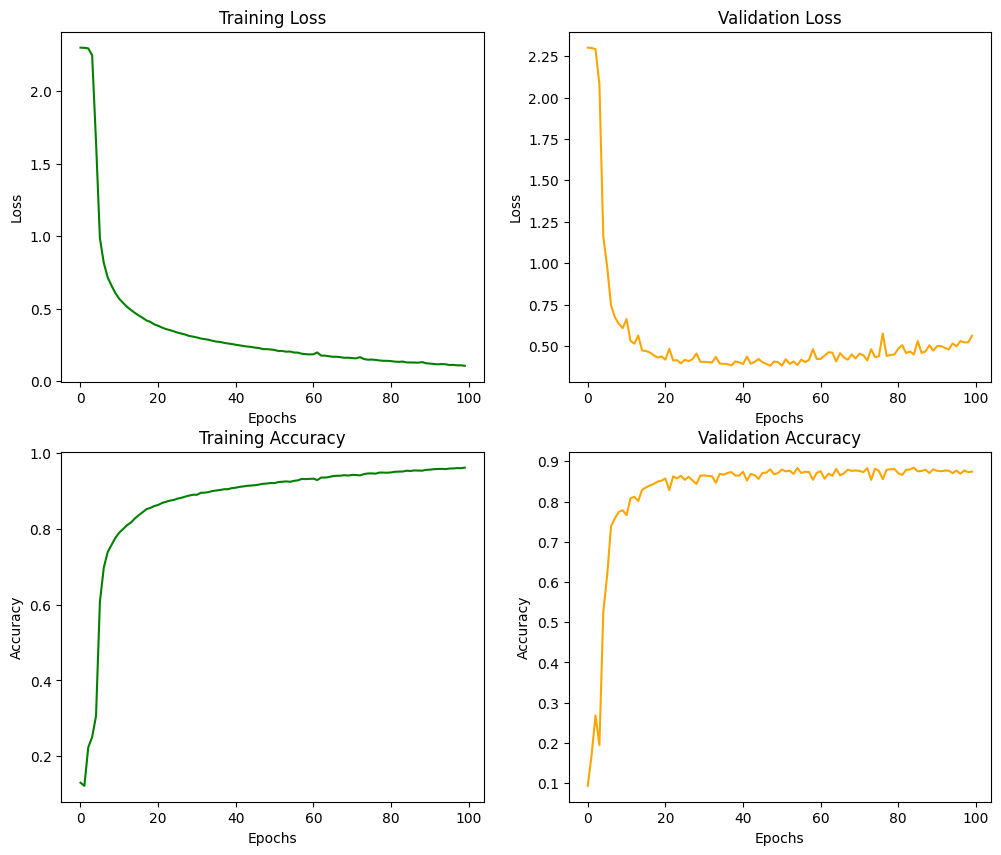 Training Loss
Loss
2.0
1.5
1.0
0.5
0.0
0 20 40 60 80 100
Epochs
Validation Loss
Loss
2.25
2.00
1.75
1.50
1.25
1.00
0.75
0.50
0 20 40 60 80 100
Epochs
Training Accuracy
Accuracy
1.0
0.8
0.6
0.4
0.2
0 20 40 60 80 100
Epochs
Validation Accuracy
Accuracy
0.9
0.8
0.7
0.6
0.5
0.4
0.3
0.2
0.1
0 20 40 60 80 100
Epochs